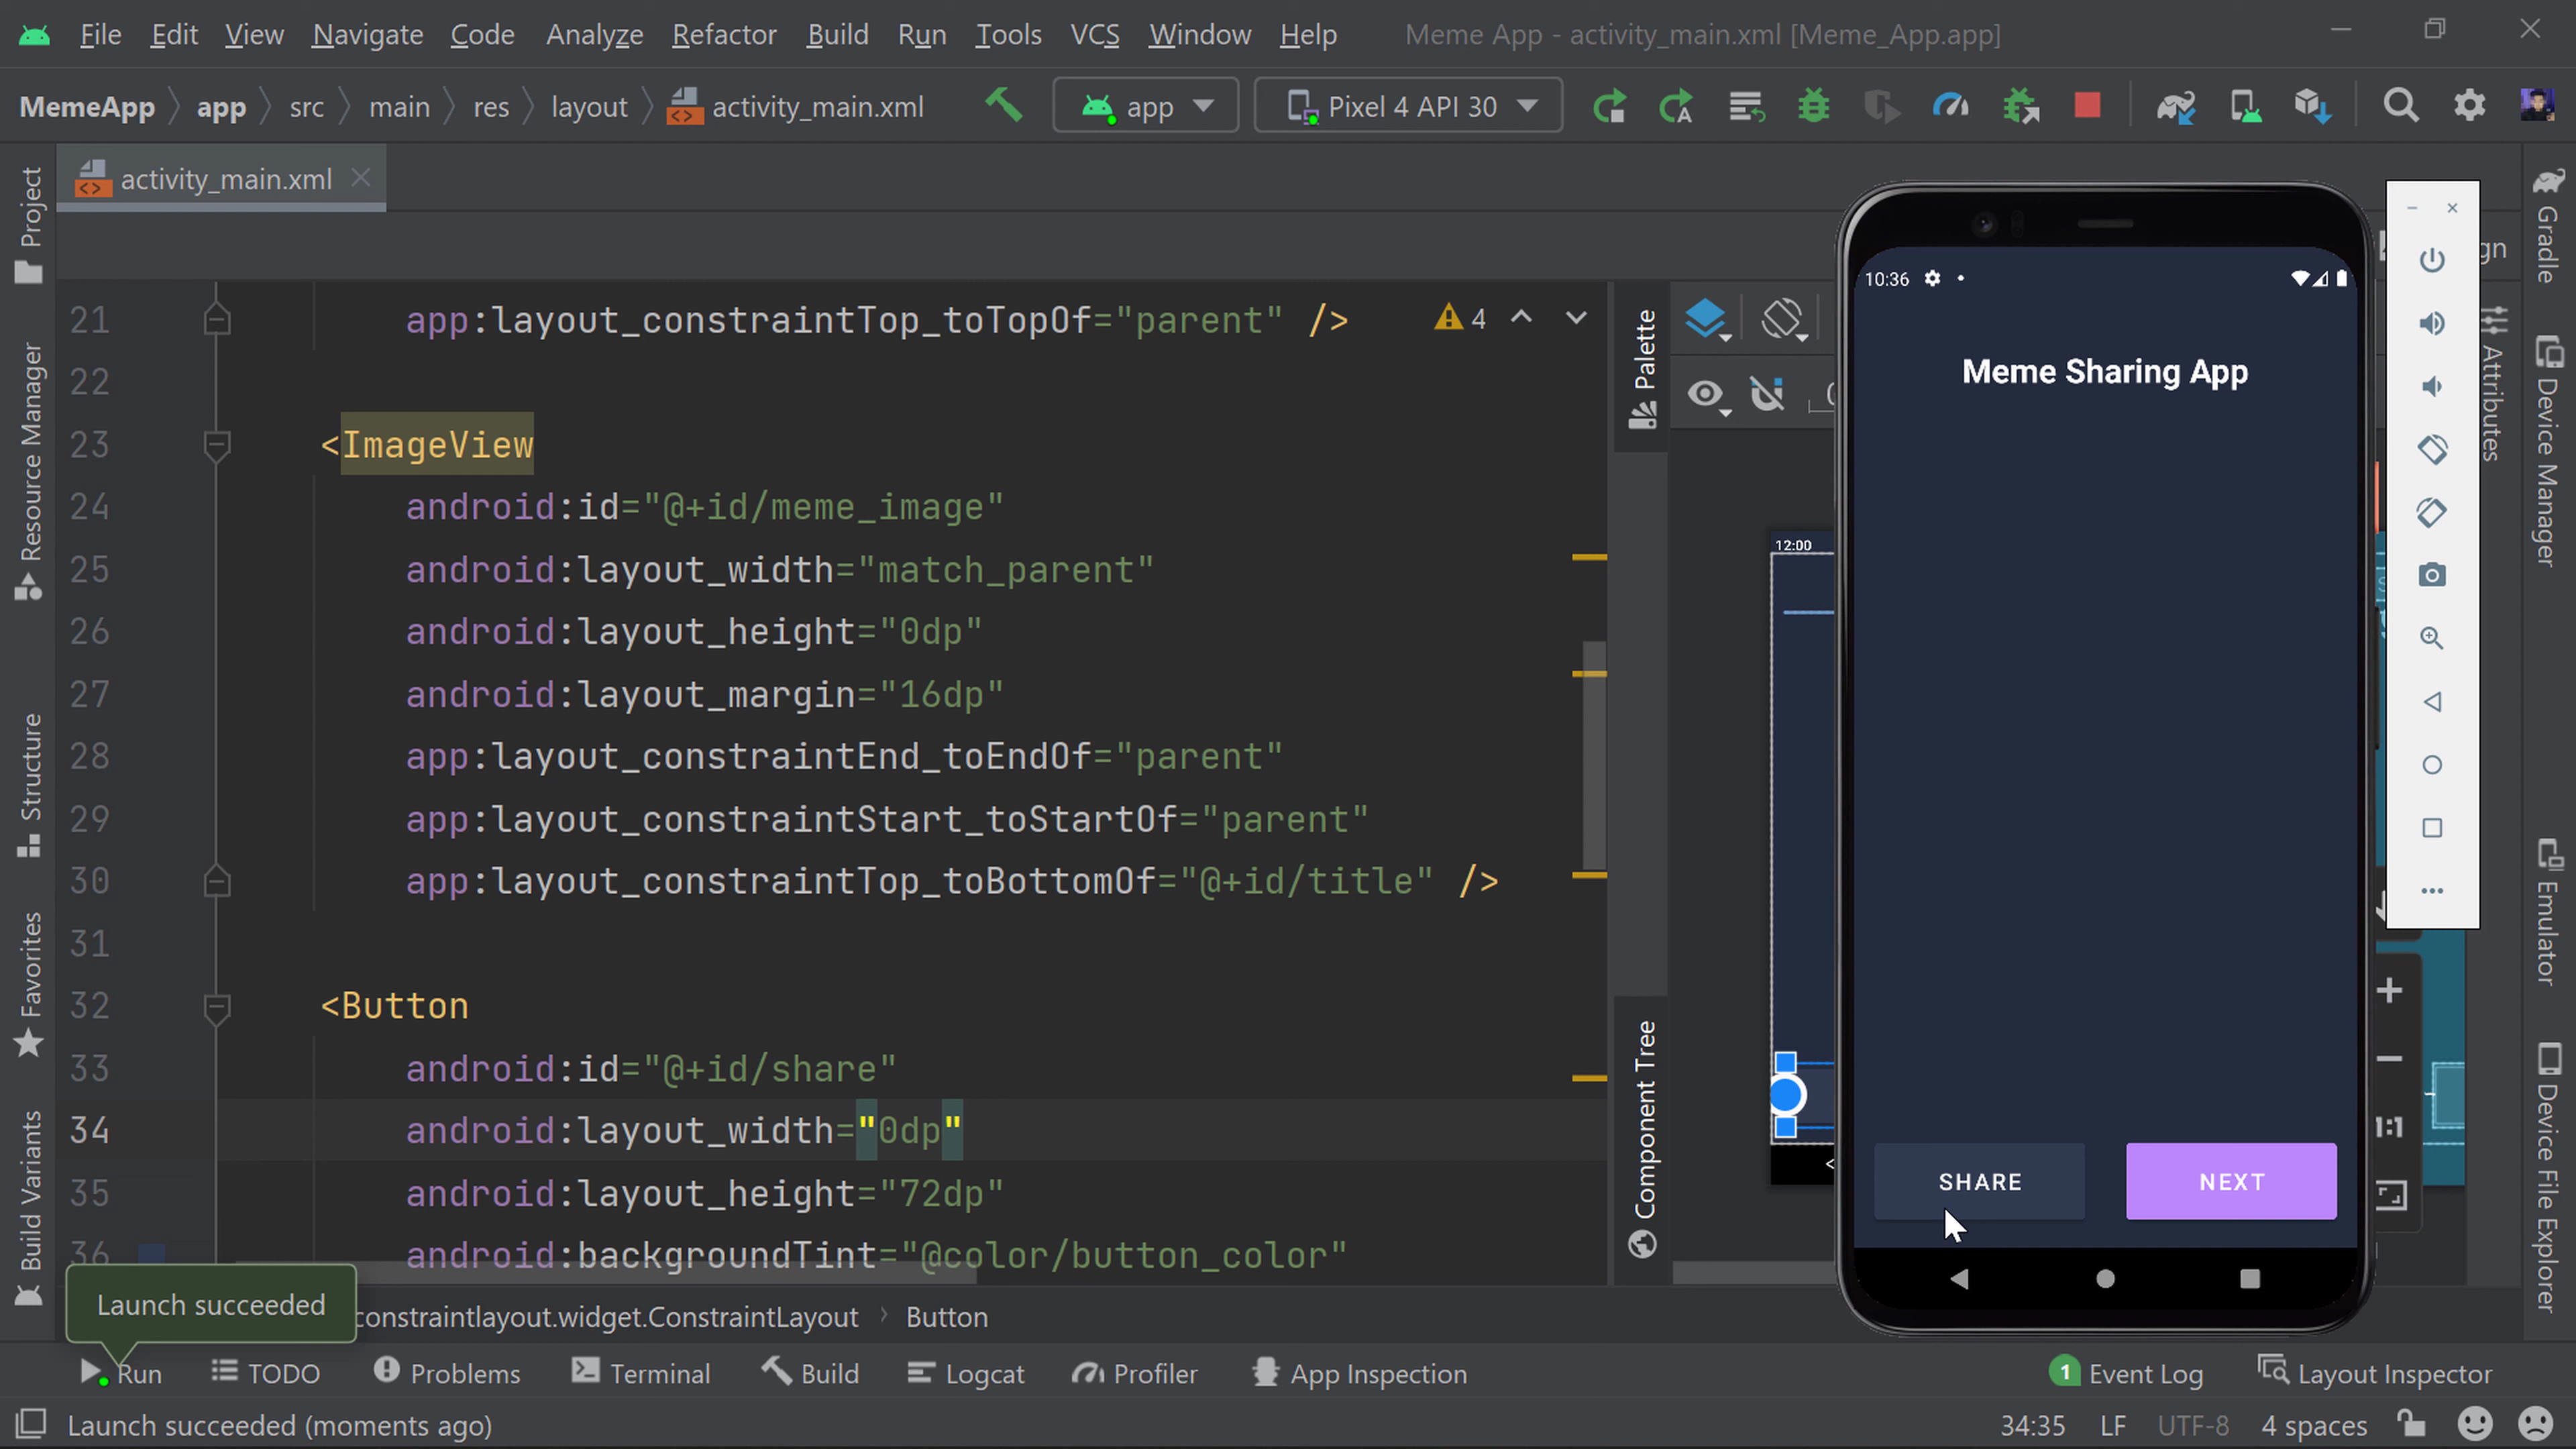 File Edit View Navigate Code Analyze Refactor Build Run Tools VCS Window Help Meme App - activity_main.xml [Meme_App.app]
MemeApp app src main res layout activity_main.xml app Pixel 4 API 30
activity_main.xml
Project
Resource Manager
Structure
Favorites
Build Variants
21 app:layout_constraintTop_toTopOf="parent" /> 4
22
23 <ImageView
24 android:id="@+id/meme_image"
25 android:layout_width="match_parent"
26 android:layout_height="0dp"
27 android:layout_margin="16dp"
28 app:layout_constraintEnd_toEndOf="parent"
29 app:layout_constraintStart_toStartOf="parent"
30 app:layout_constraintTop_toBottomOf="@+id/title" />
31
32 <Button
33 android:id="@+id/share"
34 android:layout_width="0dp"
35 android:layout_height="72dp"
36 android:backgroundTint="@color/button_color"
Palette
Component Tree
12:00
10:36
Meme Sharing App
SHARE NEXT
1:1
Attributes
Gradle
Device Manager
Emulator
Device File Explorer
Launch succeeded
constraintlayout.widget.ConstraintLayout Button
Run TODO Problems Terminal Build Logcat Profiler App Inspection 1 Event Log Layout Inspector
Launch succeeded (moments ago) 34:35 LF UTF-8 4 spaces